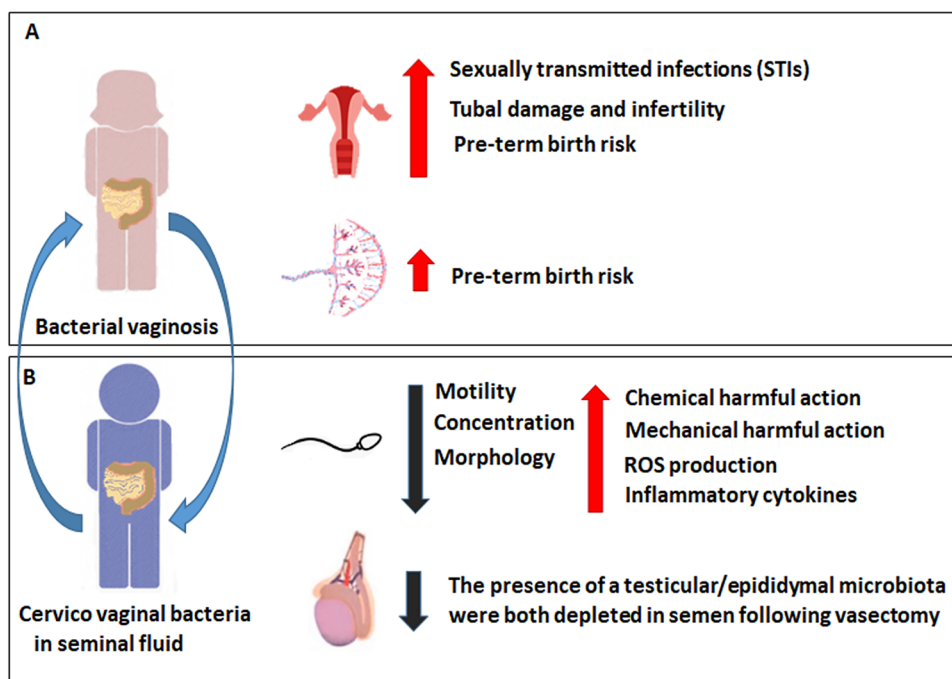 A
Sexually transmitted infections (STIs)
Tubal damage and infertility
Pre-term birth risk
Pre-term birth risk
Bacterial vaginosis
B
Motility
Concentration
Morphology
Chemical harmful action
Mechanical harmful action
ROS production
Inflammatory cytokines
The presence of a testicular/epididymal microbiota
were both depleted in semen following vasectomy
Cervico vaginal bacteria
in seminal fluid